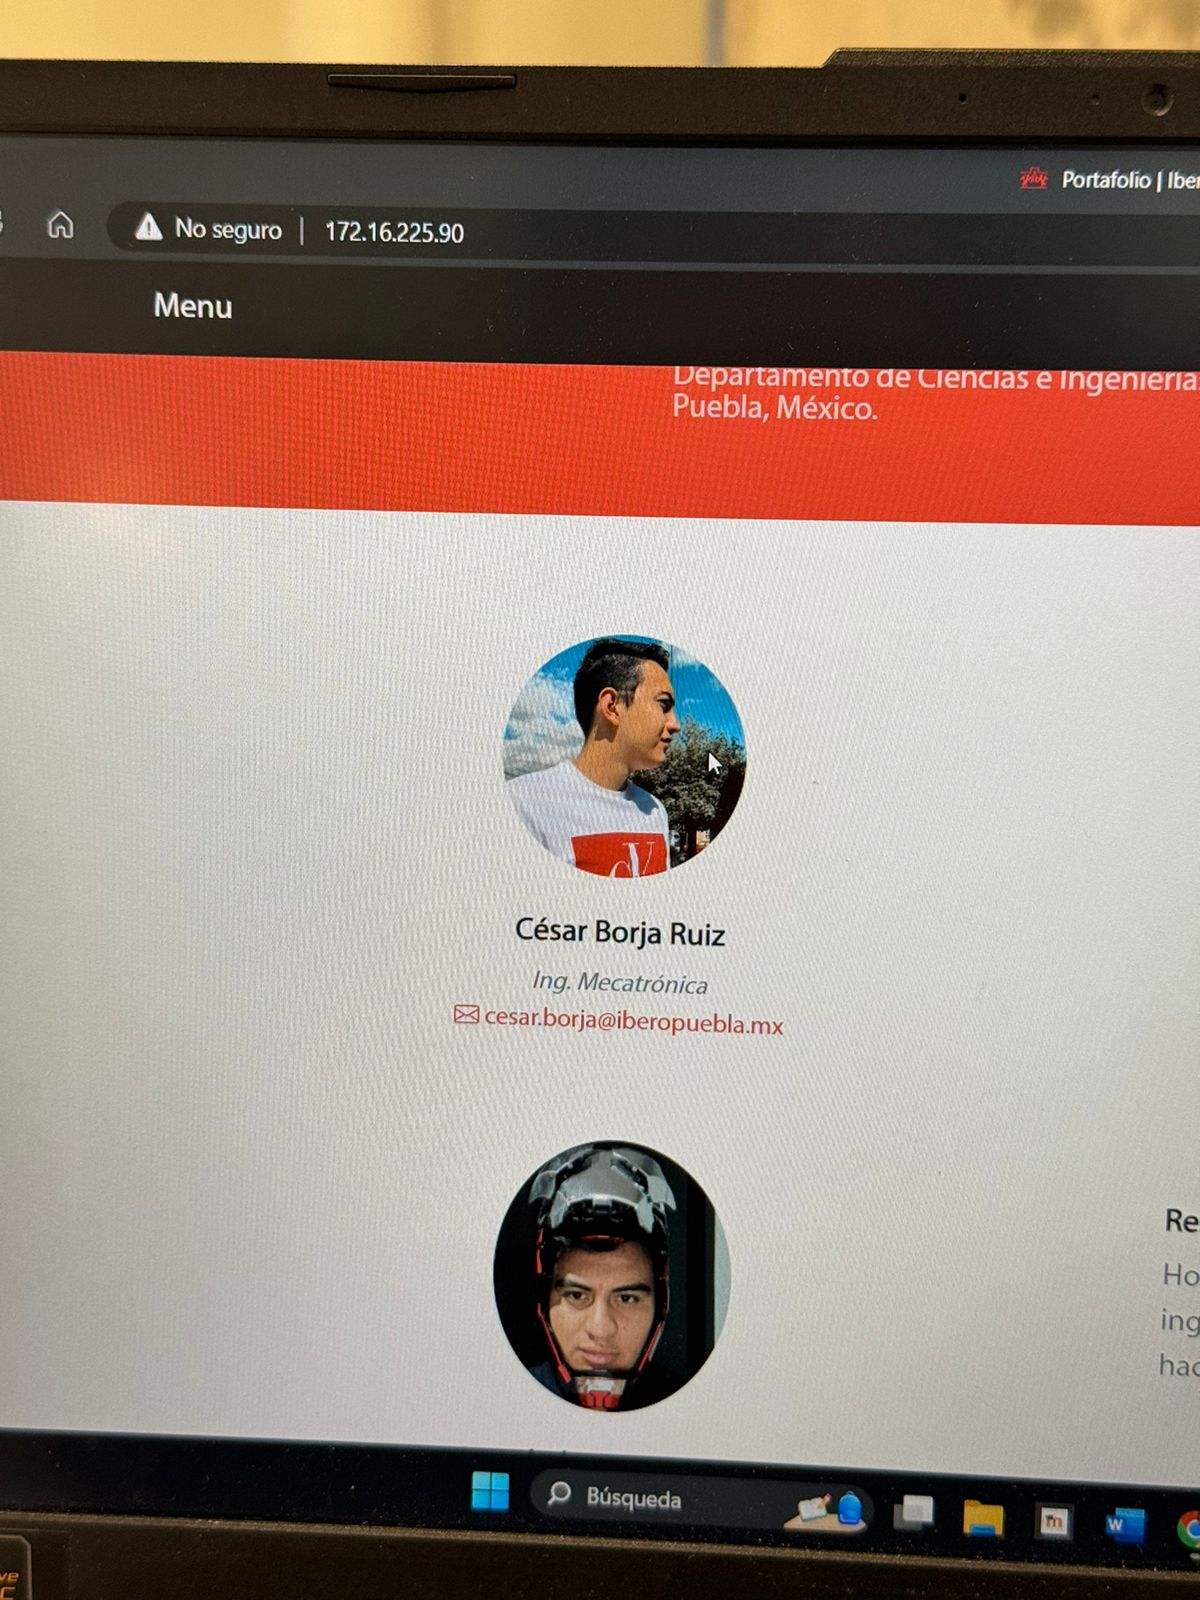 Portafolio | Iber
No seguro | 172.16.225.90
Menu
Departamento de Ciencias e Ingeniería
Puebla, México.
César Borja Ruiz
Ing. Mecatrónica
cesar.borja@iberopuebla.mx
Re
Ho
ing
hac
Búsqueda